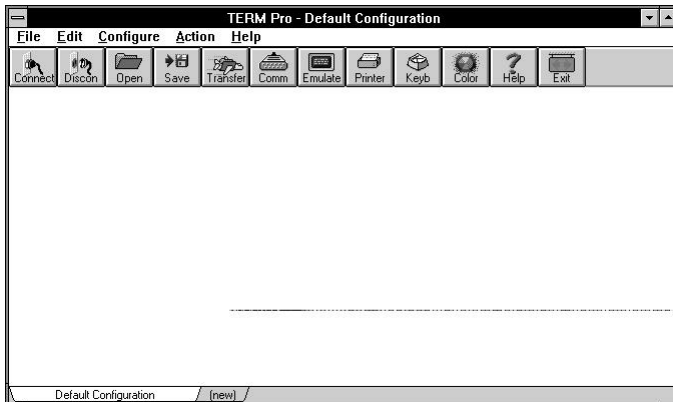 TERM Pro - Default Configuration
File Edit Configure Action Help
Connect Discon Open Save Transfer Comm Emulate Printer Keyb Color Help Exit
Default Configuration (new)